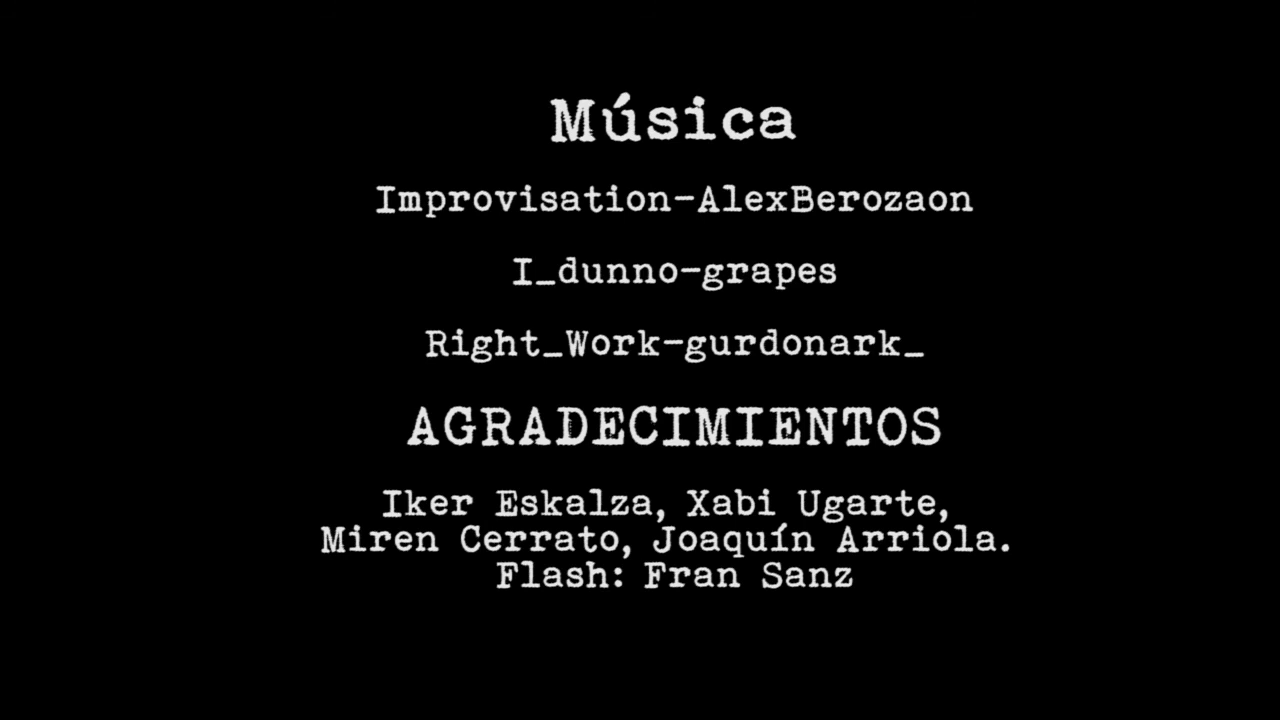 Música
Improvisation-AlexBerozaon
I_dunno-grapes
Right_Work-gurdonark_
AGRADECIMIENTOS
Iker Eskalza, Xabi Ugarte,
Miren Cerrato, Joaquín Arriola.
Flash: Fran Sanz